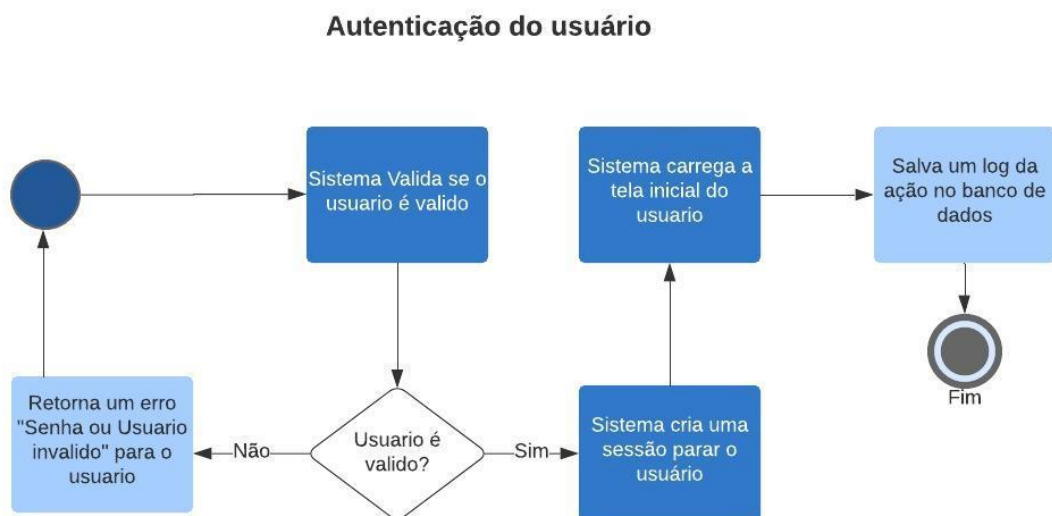 Autenticação do usuário
Sistema Valida se o
usuario é valido
Sistema carrega a
tela inicial do
usuario
Salva um log da
ação no banco de
dados
Fim
Retorna um erro
"Senha ou Usuario
invalido" para o
usuario
Não
Usuario é
valido?
Sim
Sistema cria uma
sessão parar o
usuário